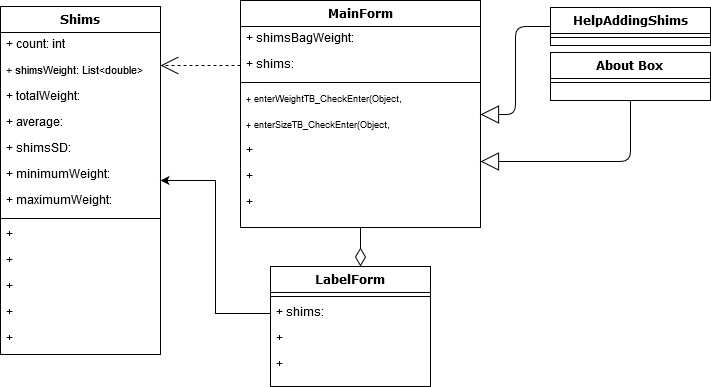 Shims
+ count: int
+ shimsWeight: List<double>
+ totalWeight:
+ average:
+ shimsSD:
+ minimumWeight:
+ maximumWeight:
+
+
+
+
+
MainForm
+ shimsBagWeight:
+ shims:
+ enterWeightTB_CheckEnter(Object,
+ enterSizeTB_CheckEnter(Object,
+
+
+
HelpAddingShims
About Box
LabelForm
+ shims:
+
+